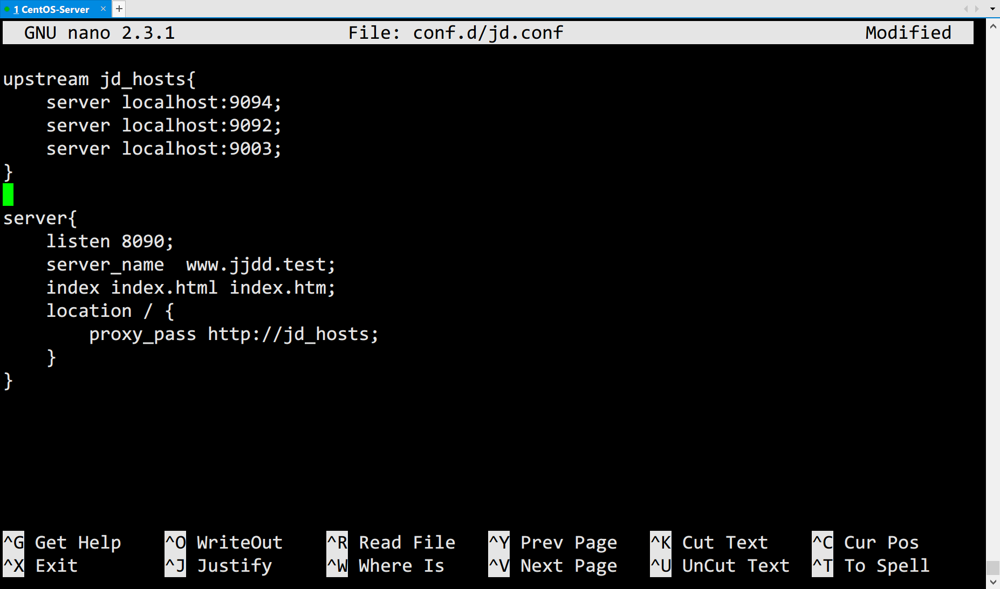 1 CentOS-Server × +
GNU nano 2.3.1 File: conf.d/jd.conf Modified
upstream jd_hosts{
    server localhost:9094;
    server localhost:9092;
    server localhost:9003;
}
server{
    listen 8090;
    server_name  www.jjdd.test;
    index index.html index.htm;
    location / {
        proxy_pass http://jd_hosts;
    }
}
^G Get Help ^O WriteOut ^R Read File ^Y Prev Page ^K Cut Text ^C Cur Pos
^X Exit ^J Justify ^W Where Is ^V Next Page ^U UnCut Text ^T To Spell